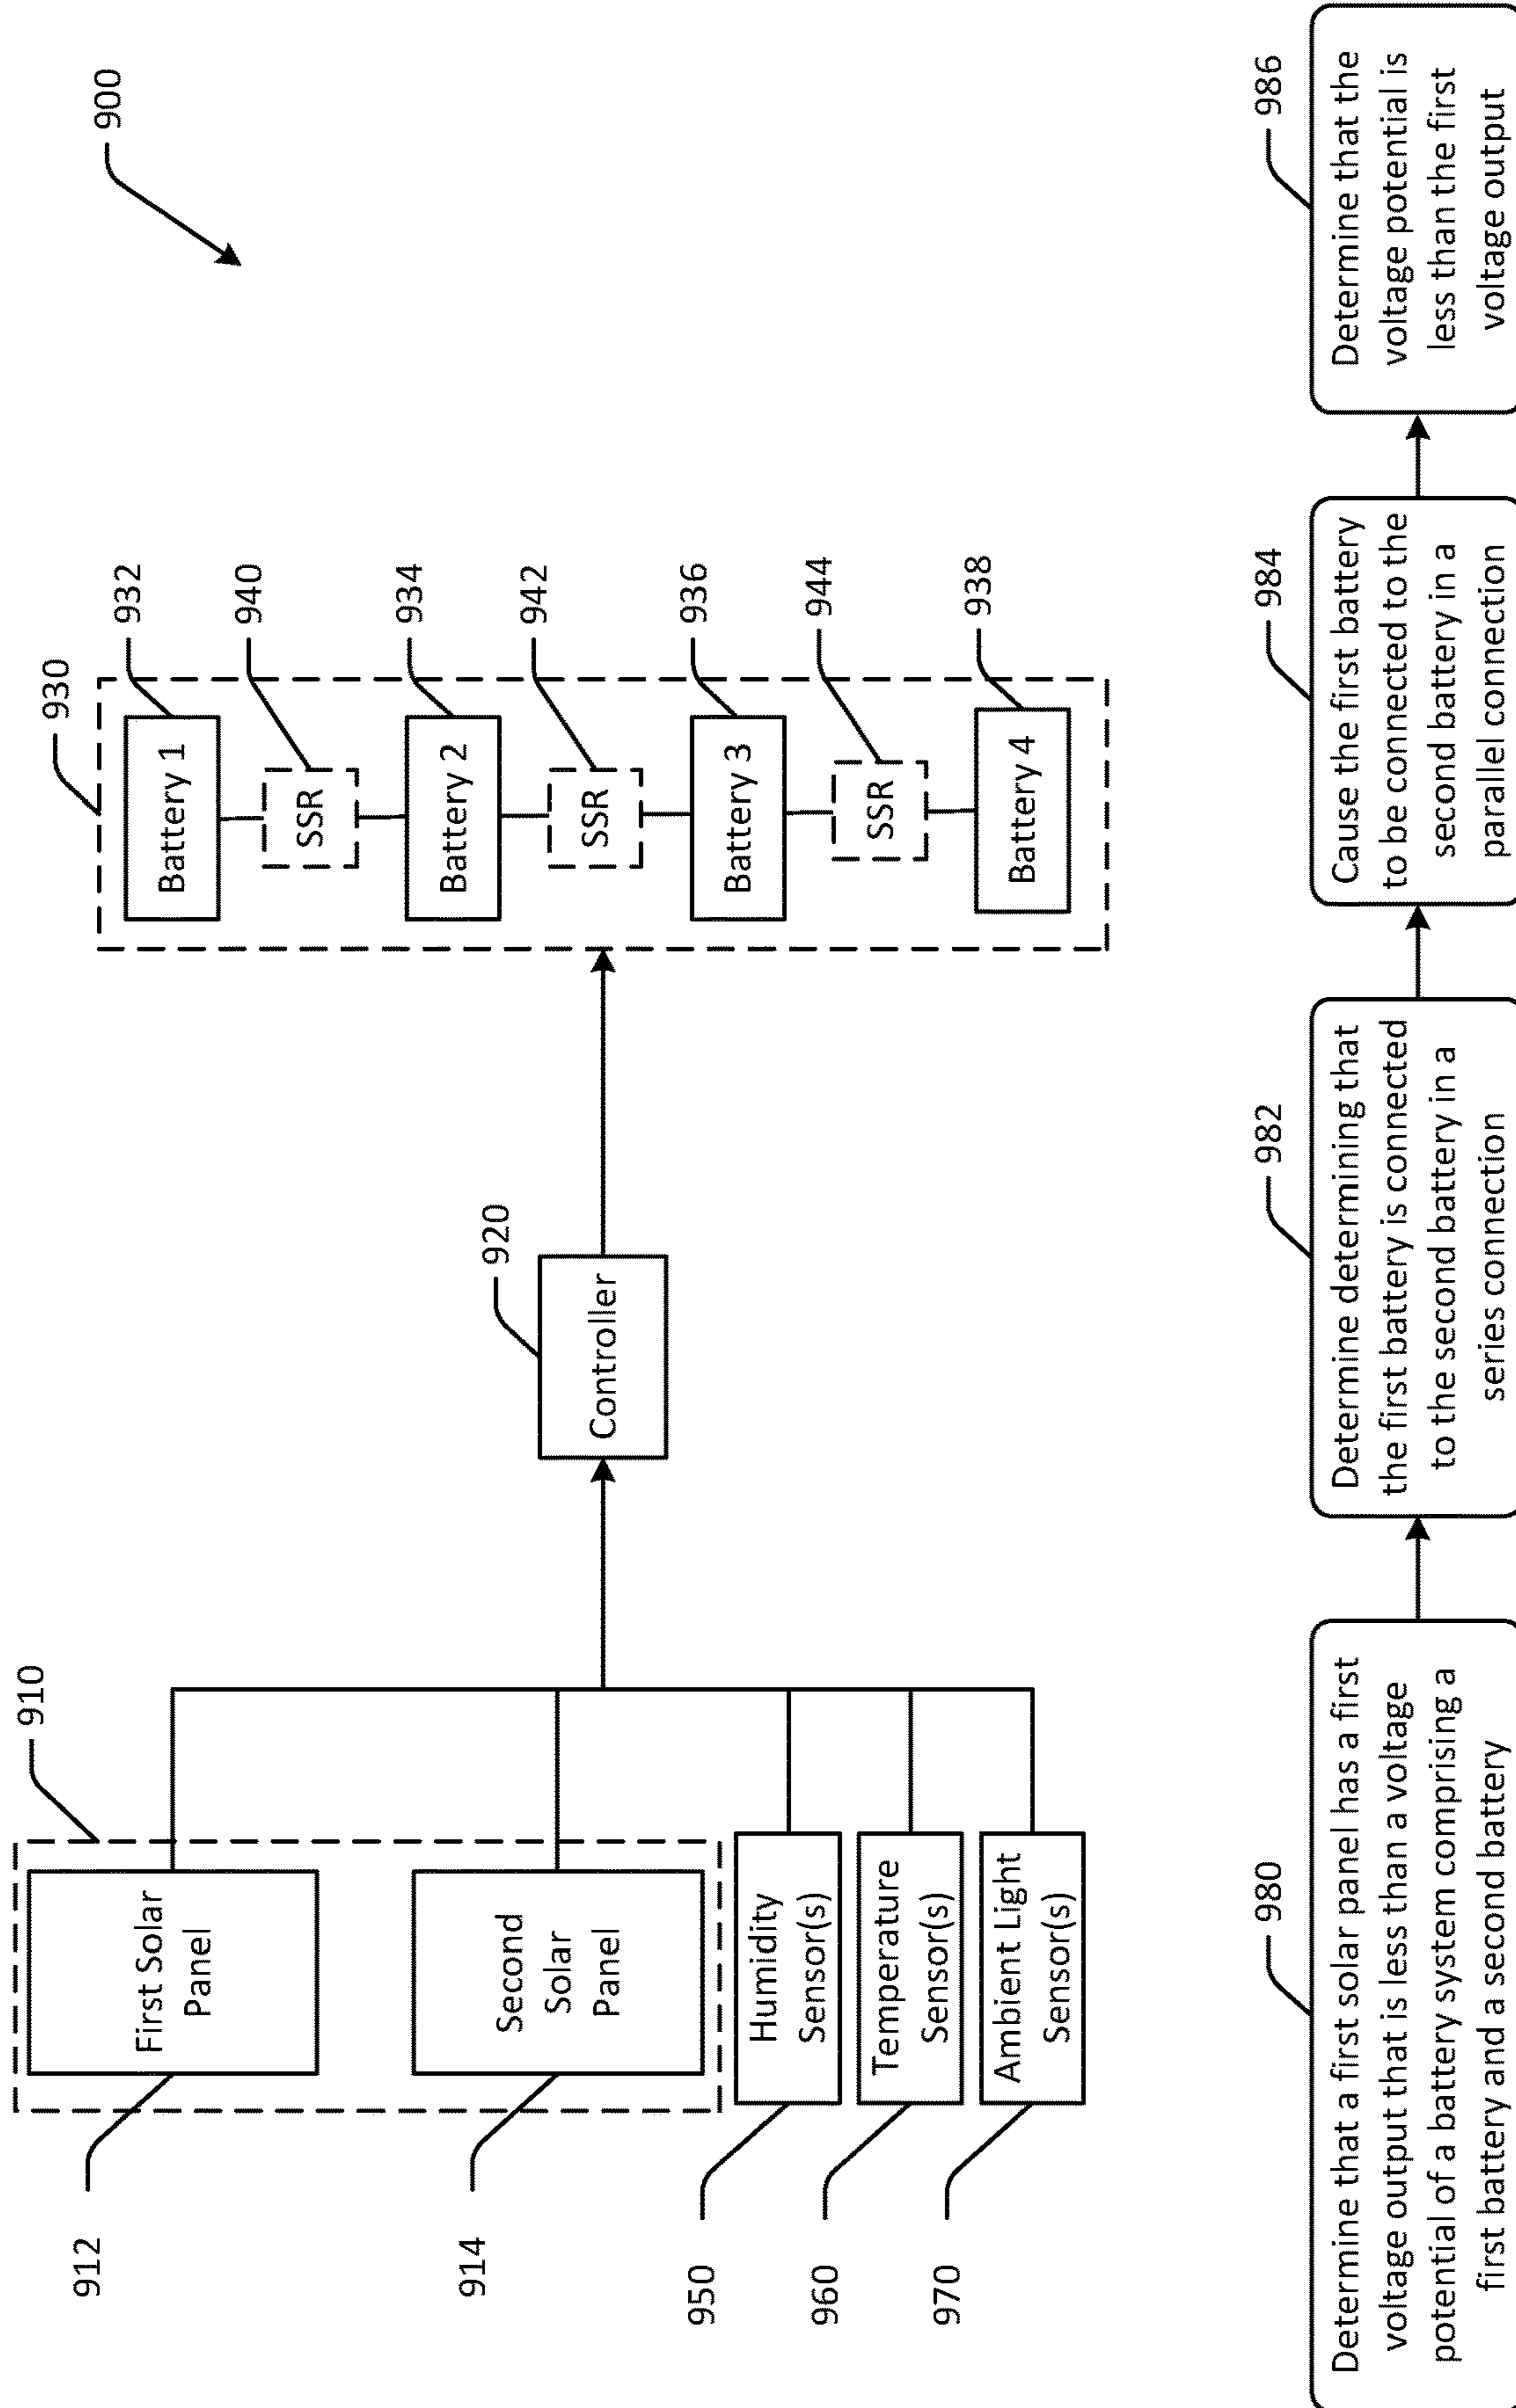 900
910
912
First Solar
Panel
914
Second
Solar
Panel
950
Humidity
Sensor(s)
960
Temperature
Sensor(s)
970
Ambient Light
Sensor(s)
920
Controller
930
Battery 1
932
SSR
940
Battery 2
934
SSR
942
Battery 3
936
SSR
944
Battery 4
938
980
Determine that a first solar panel has a first
voltage output that is less than a voltage
potential of a battery system comprising a
first battery and a second battery
982
Determine determining that
the first battery is connected
to the second battery in a
series connection
984
Cause the first battery
to be connected to the
second battery in a
parallel connection
986
Determine that the
voltage potential is
less than the first
voltage output